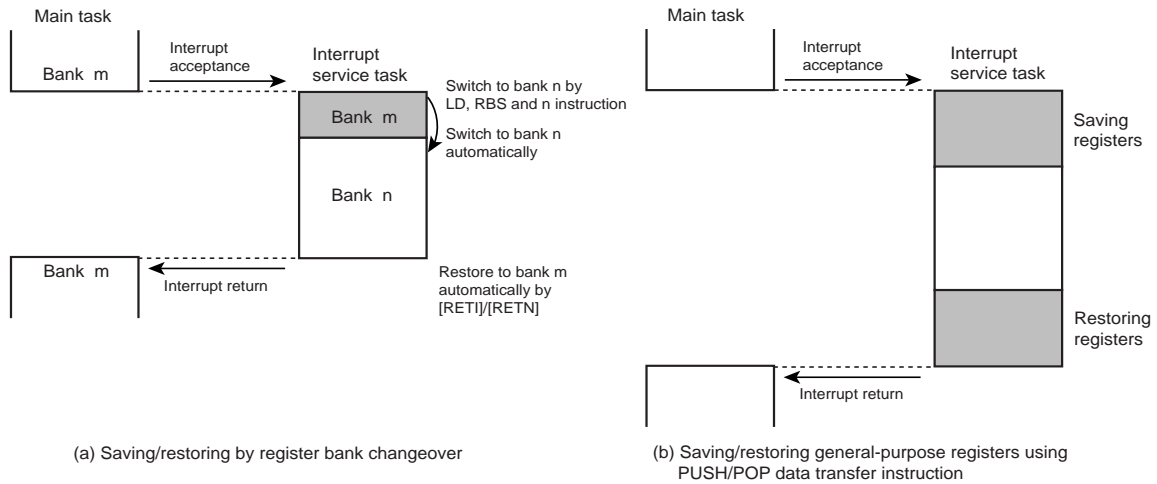 Main task
Bank m
Interrupt
acceptance
Interrupt
service task
Bank m
Bank n
Switch to bank n by
LD, RBS and n instruction
Switch to bank n
automatically
Bank m
Interrupt return
Restore to bank m
automatically by
[RETI]/[RETN]
(a) Saving/restoring by register bank changeover
Main task
Interrupt
acceptance
Interrupt
service task
Saving
registers
Restoring
registers
Interrupt return
(b) Saving/restoring general-purpose registers using
PUSH/POP data transfer instruction